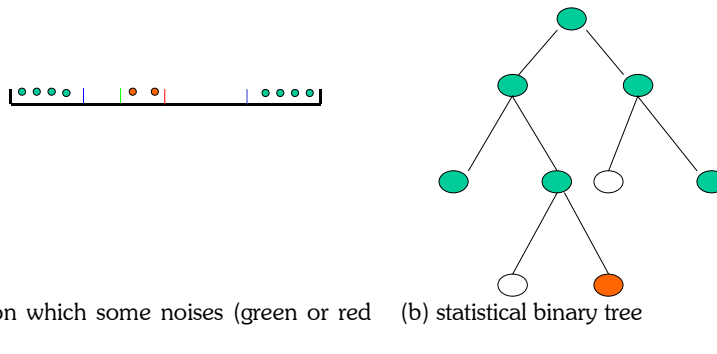 on which some noises (green or red
(b) statistical binary tree